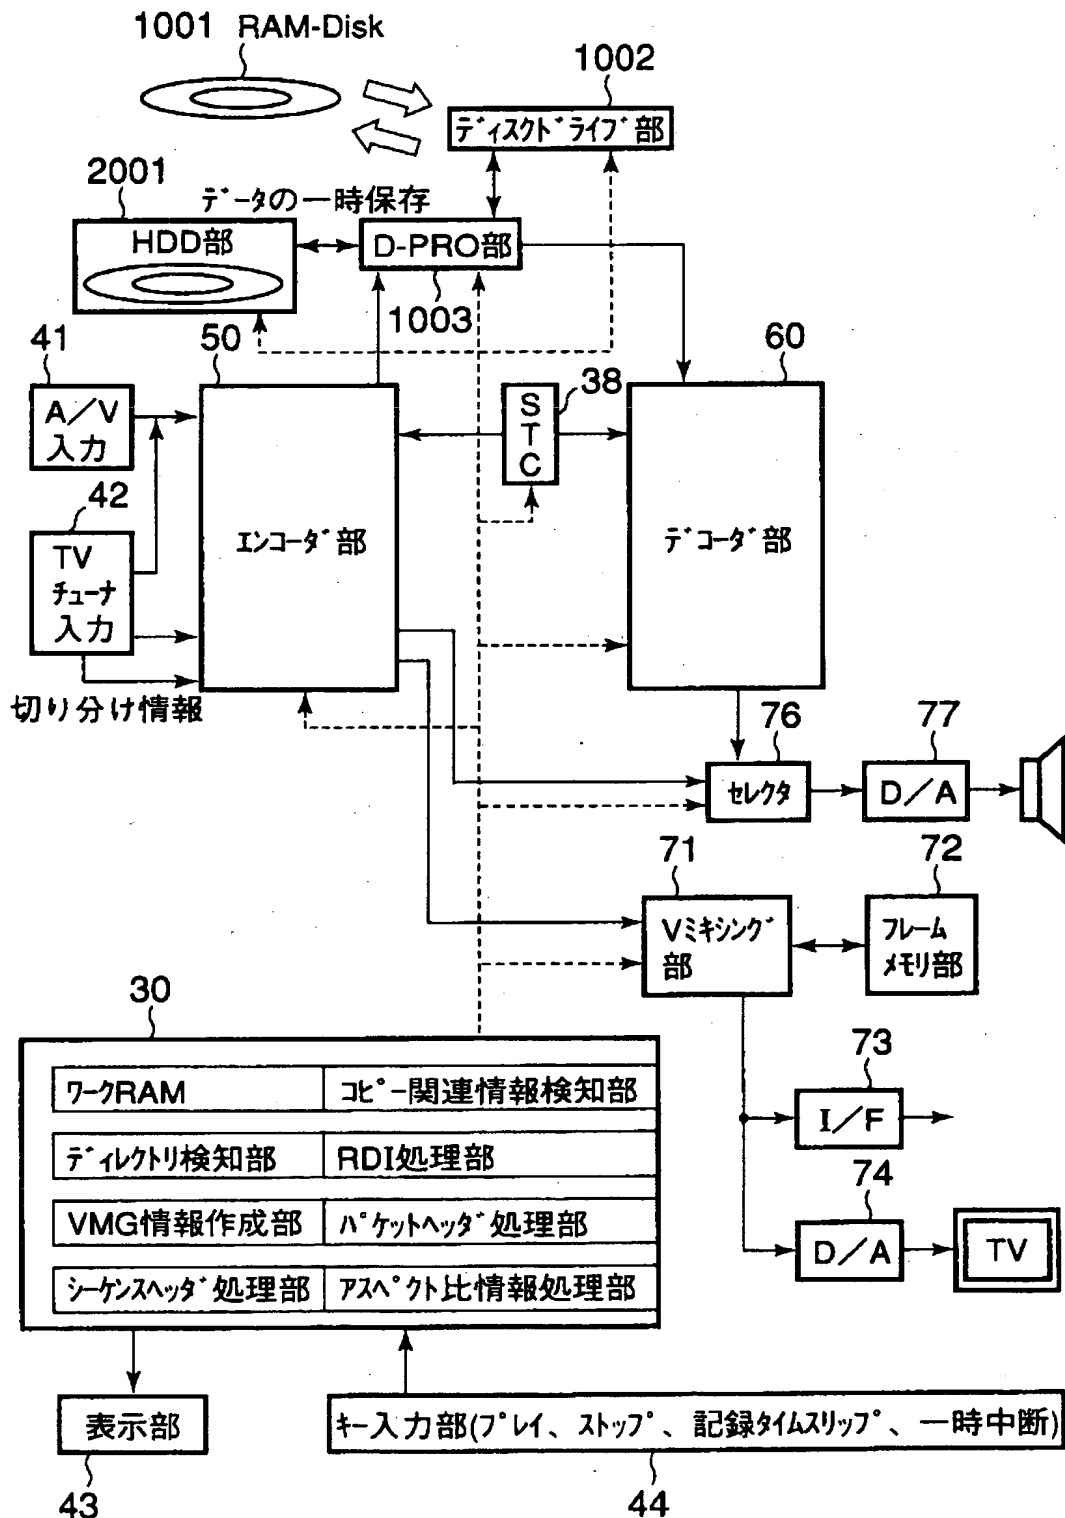 1001 RAM-Disk
1002
ディスクドライブ部
2001
データの一時保存
HDD部
D-PRO部
1003
41
50
38
60
A/V
入力
STC
42
TV
チューナ
入力
エンコーダ部
デコーダ部
切り分け情報
76
77
セレクタ
D/A
71
72
Vミキシング
部
フレーム
メモリ部
30
73
ワークRAM
コピー関連情報検知部
I/F
ディレクトリ検知部
RDI処理部
74
VMG情報作成部
パケットヘッダ処理部
D/A
TV
シーケンスヘッダ処理部
アスペクト比情報処理部
表示部
キー入力部(プレイ、ストップ、記録タイムスリップ、一時中断)
43
44